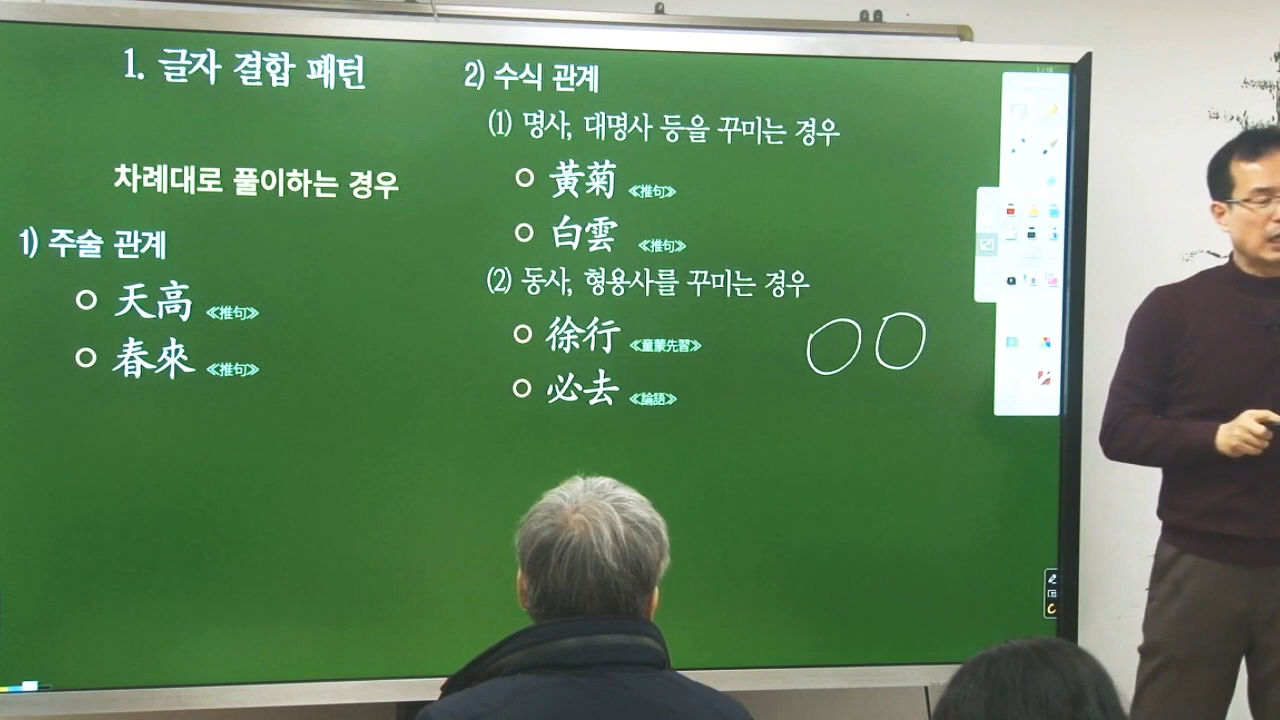 1. 글자 결합 패턴
차례대로 풀이하는 경우
1) 주술 관계
天高 ≪推句≫
春來 ≪推句≫
2) 수식 관계
(1) 명사, 대명사 등을 꾸미는 경우
黃菊 ≪推句≫
白雲 ≪推句≫
(2) 동사, 형용사를 꾸미는 경우
徐行 ≪童蒙先習≫
必去 ≪論語≫